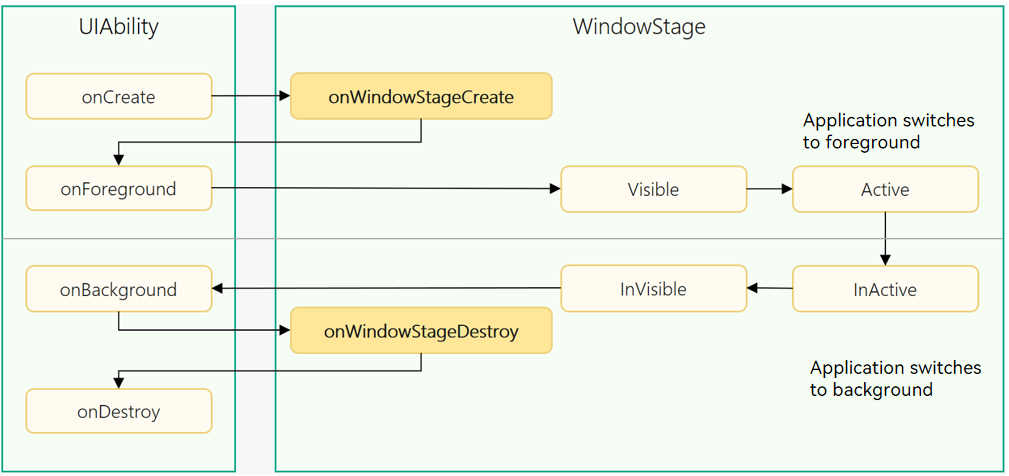 UIAbility
WindowStage
onCreate
onWindowStageCreate
Application switches
to foreground
onForeground
Visible
Active
onBackground
InVisible
InActive
onWindowStageDestroy
Application switches
to background
onDestroy